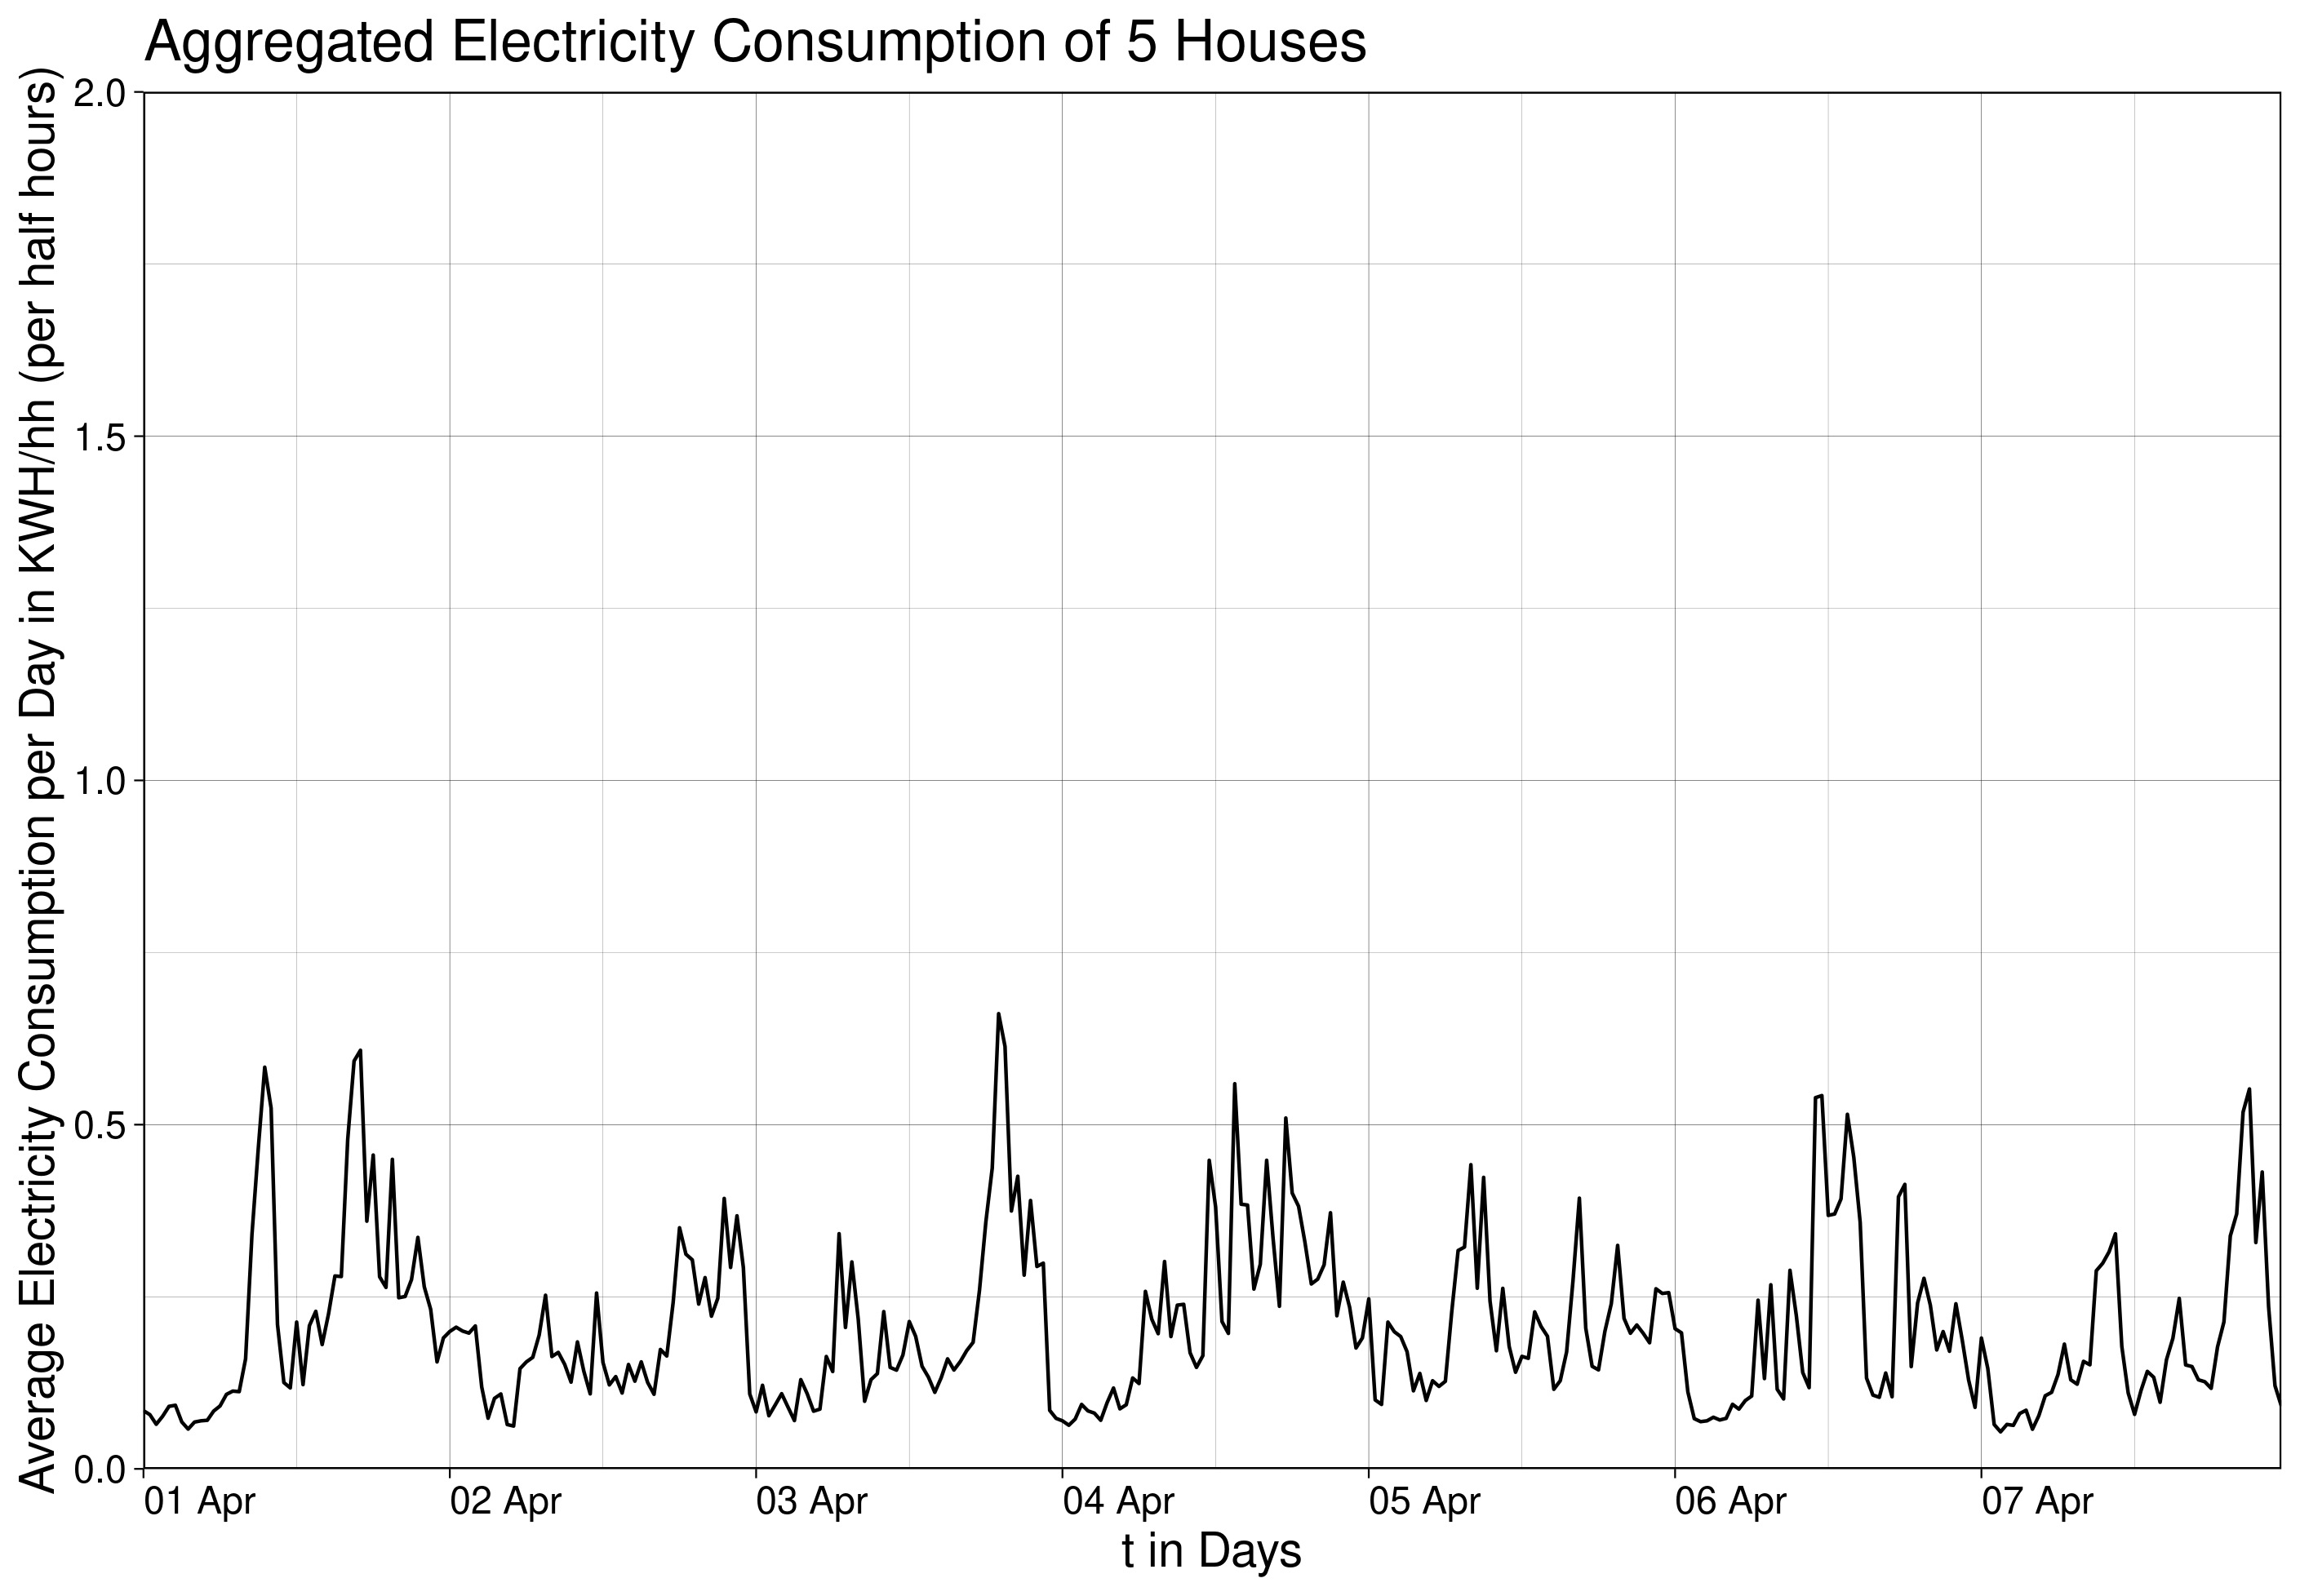 Aggregated Electricity Consumption of 5 Houses
Average Electricity Consumption per Day in KWH/hh (per half hours)
2.0
1.5
1.0
0.5
0.0
01 Apr 02 Apr 03 Apr 04 Apr 05 Apr 06 Apr 07 Apr
t in Days